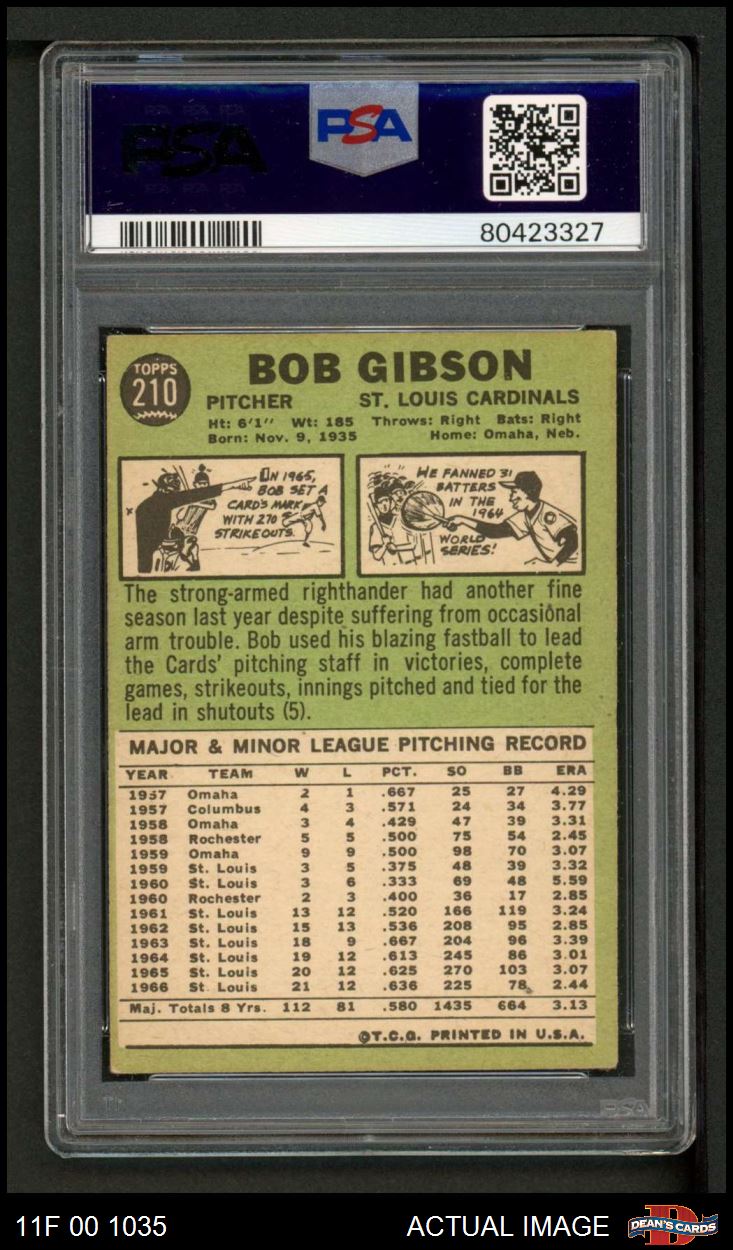 PSA
PSA
80423327
TOPPS
210
BOB GIBSON
PITCHER ST. LOUIS CARDINALS
Ht: 6'1" Wt: 185 Throws: Right Bats: Right
Born: Nov. 9, 1935 Home: Omaha, Neb.
IN 1965,
BOB SET A
CARDS MARK
WITH 270
STRIKEOUTS.
HE FANNED 31
BATTERS
IN THE
1964
WORLD
SERIES!
The strong-armed righthander had another fine
season last year despite suffering from occasional
arm trouble. Bob used his blazing fastball to lead
the Cards' pitching staff in victories, complete
games, strikeouts, innings pitched and tied for the
lead in shutouts (5).
MAJOR & MINOR LEAGUE PITCHING RECORD
YEAR TEAM W L PCT. SO BB ERA
1957 Omaha 2 1 .667 25 27 4.29
1957 Columbus 4 3 .571 24 34 3.77
1958 Omaha 3 4 .429 47 39 3.31
1958 Rochester 5 5 .500 75 54 2.45
1959 Omaha 9 9 .500 98 70 3.07
1959 St. Louis 3 5 .375 48 39 3.32
1960 St. Louis 3 6 .333 69 48 5.59
1960 Rochester 2 3 .400 36 17 2.85
1961 St. Louis 13 12 .520 166 119 3.24
1962 St. Louis 15 13 .536 208 95 2.85
1963 St. Louis 18 9 .667 204 96 3.39
1964 St. Louis 19 12 .613 245 86 3.01
1965 St. Louis 20 12 .625 270 103 3.07
1966 St. Louis 21 12 .636 225 78 2.44
Maj. Totals 8 Yrs. 112 81 .580 1435 664 3.13
©T.C.G. PRINTED IN U.S.A.
PSA
11F 00 1035 ACTUAL IMAGE DEAN'S CARDS